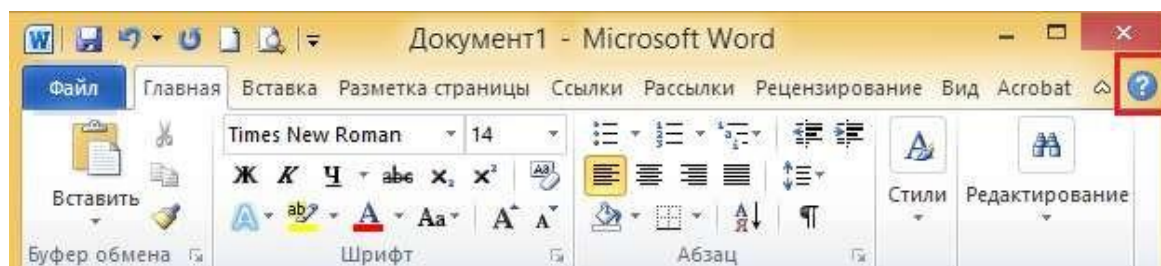 Документ1 - Microsoft Word
Файл Главная Вставка Разметка страницы Ссылки Рассылки Рецензирование Вид Acrobat
Times New Roman 14
Ж К Ч abc x₂ x²
Вставить Стили Редактирование
ab А Aa A A
Буфер обмена Шрифт Абзац